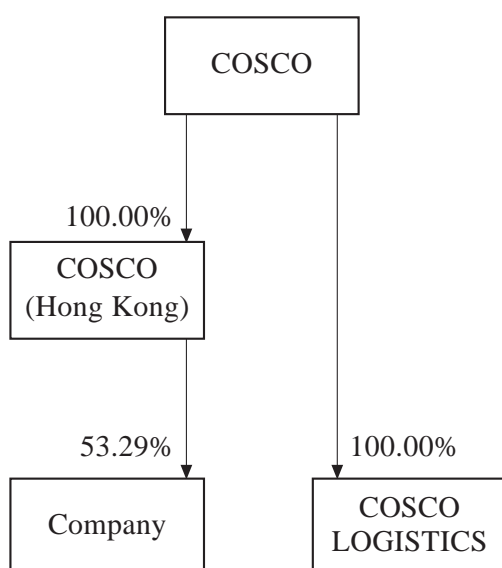 COSCO
100.00%
COSCO
(Hong Kong)
53.29%
100.00%
Company
COSCO
LOGISTICS